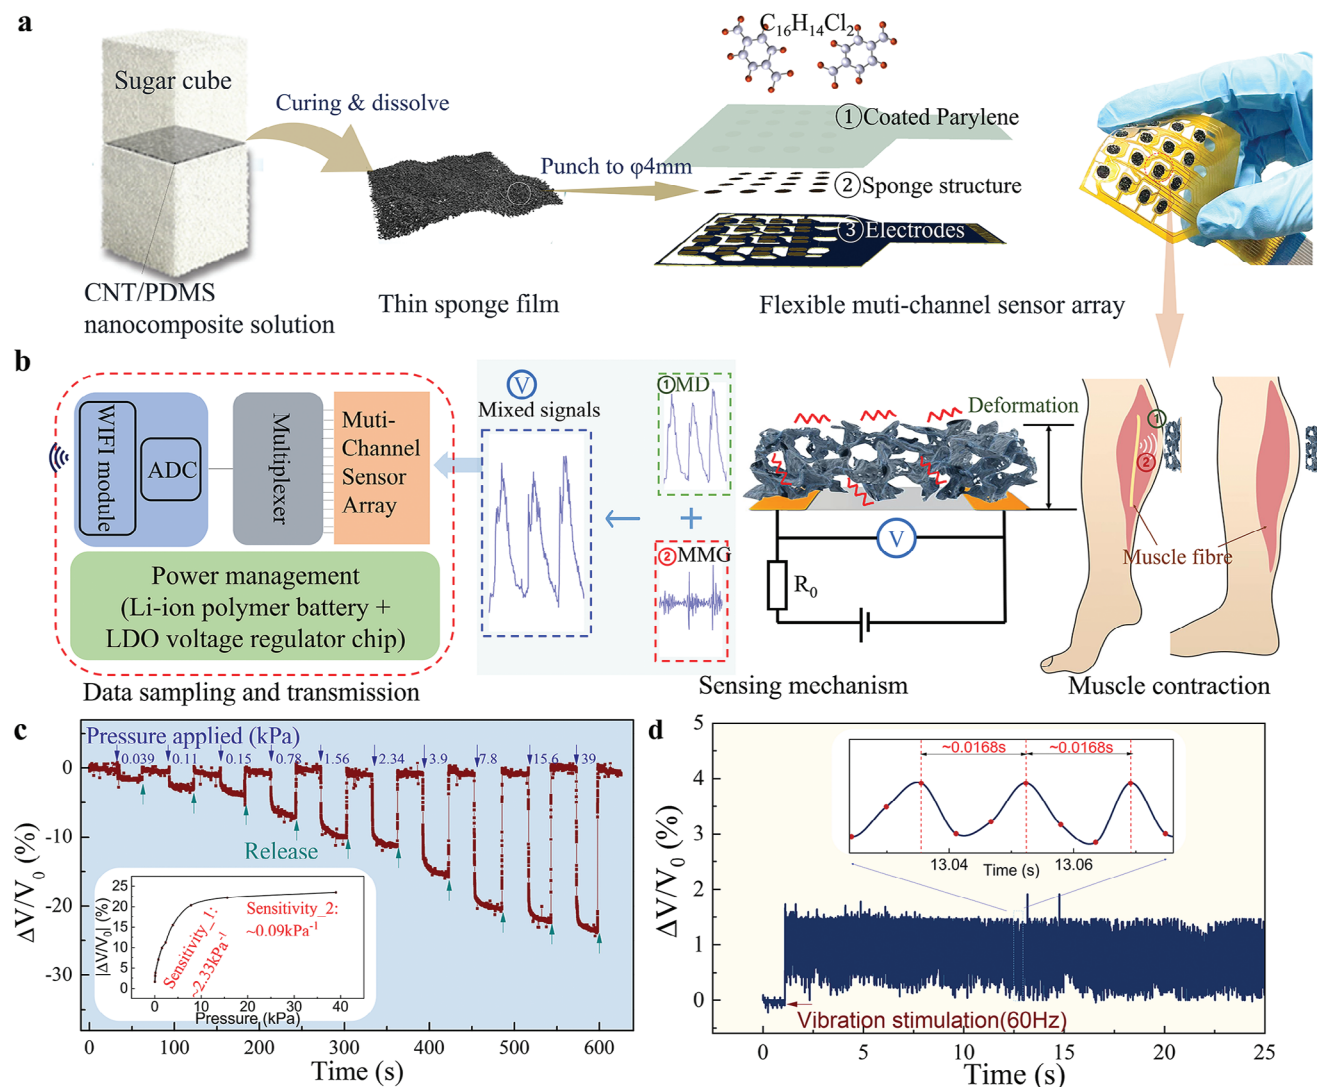 a
C16H14Cl2
Sugar cube
Curing & dissolve
①Coated Parylene
Punch to φ4mm
②Sponge structure
③Electrodes
CNT/PDMS
nanocomposite solution
Thin sponge film
Flexible muti-channel sensor array
b
WIFI module
ADC
Multiplexer
Muti-
Channel
Sensor
Array
Power management
(Li-ion polymer battery +
LDO voltage regulator chip)
Data sampling and transmission
V
Mixed signals
①MD
+
②MMG
Deformation
V
R0
Sensing mechanism
1
2
Muscle fibre
Muscle contraction
c
Pressure applied (kPa)
0.039
0.11
0.15
0.78
1.56
2.34
3.9
7.8
15.6
39
Release
ΔV/V0 (%)
0
-10
-20
-30
0
100
200
300
400
500
600
Time (s)
|ΔV/V0| (%)
25
20
15
10
5
0
Sensitivity_1:
~2.33kPa-1
Sensitivity_2:
~0.09kPa-1
0
10
20
30
40
Pressure (kPa)
d
ΔV/V0 (%)
5
4
3
2
1
0
~0.0168s
~0.0168s
13.04
13.06
Time (s)
Vibration stimulation(60Hz)
0
5
10
15
20
25
Time (s)